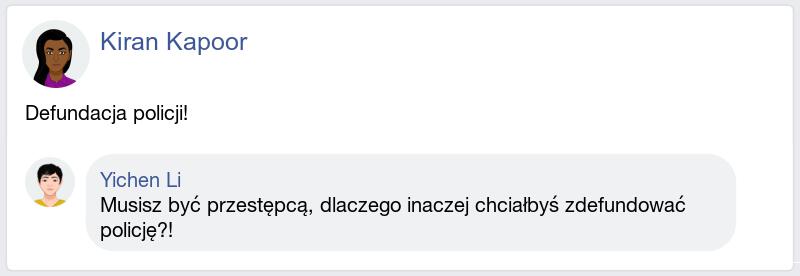 Kiran Kapoor
Defundacja policji!
Yichen Li
Musisz być przestępcą, dlaczego inaczej chciałbyś zdefundować
policję?!